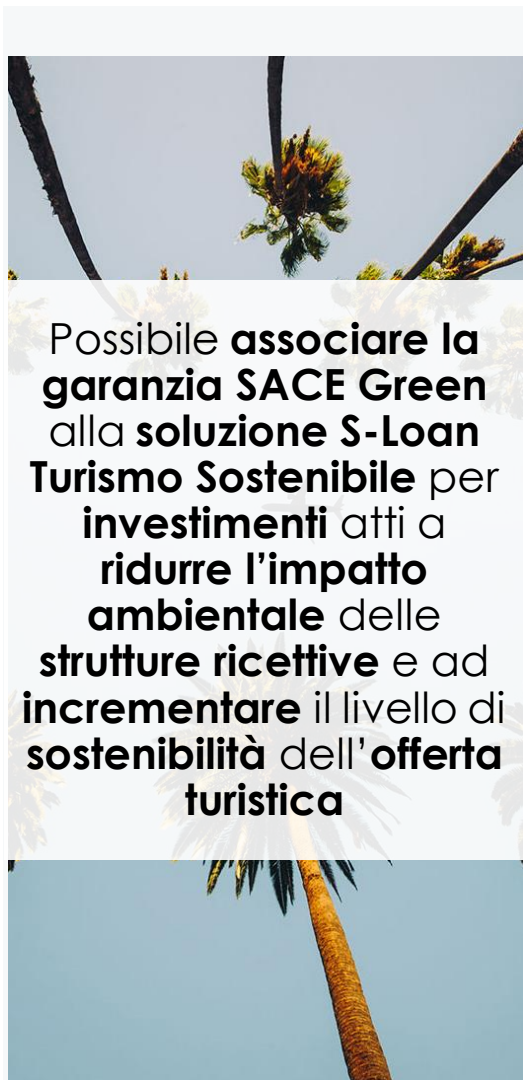 Possibile associare la
garanzia SACE Green
alla soluzione S-Loan
Turismo Sostenibile per
investimenti atti a
ridurre l’impatto
ambientale delle
strutture ricettive e ad
incrementare il livello di
sostenibilità dell’offerta
turistica